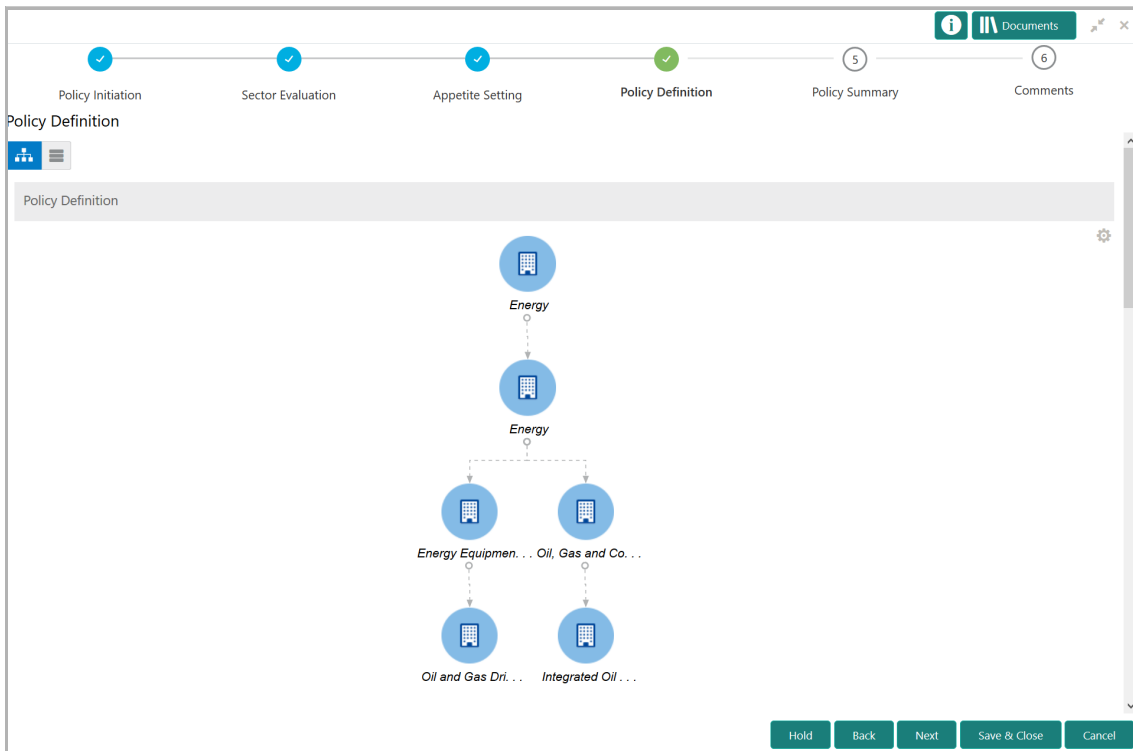 Documents
5
6
Policy Initiation
Sector Evaluation
Appetite Setting
Policy Definition
Policy Summary
Comments
Policy Definition
Policy Definition
Energy
Energy
Energy Equipmen. . .
Oil, Gas and Co. . .
Oil and Gas Dri. . .
Integrated Oil . . .
Hold
Back
Next
Save & Close
Cancel